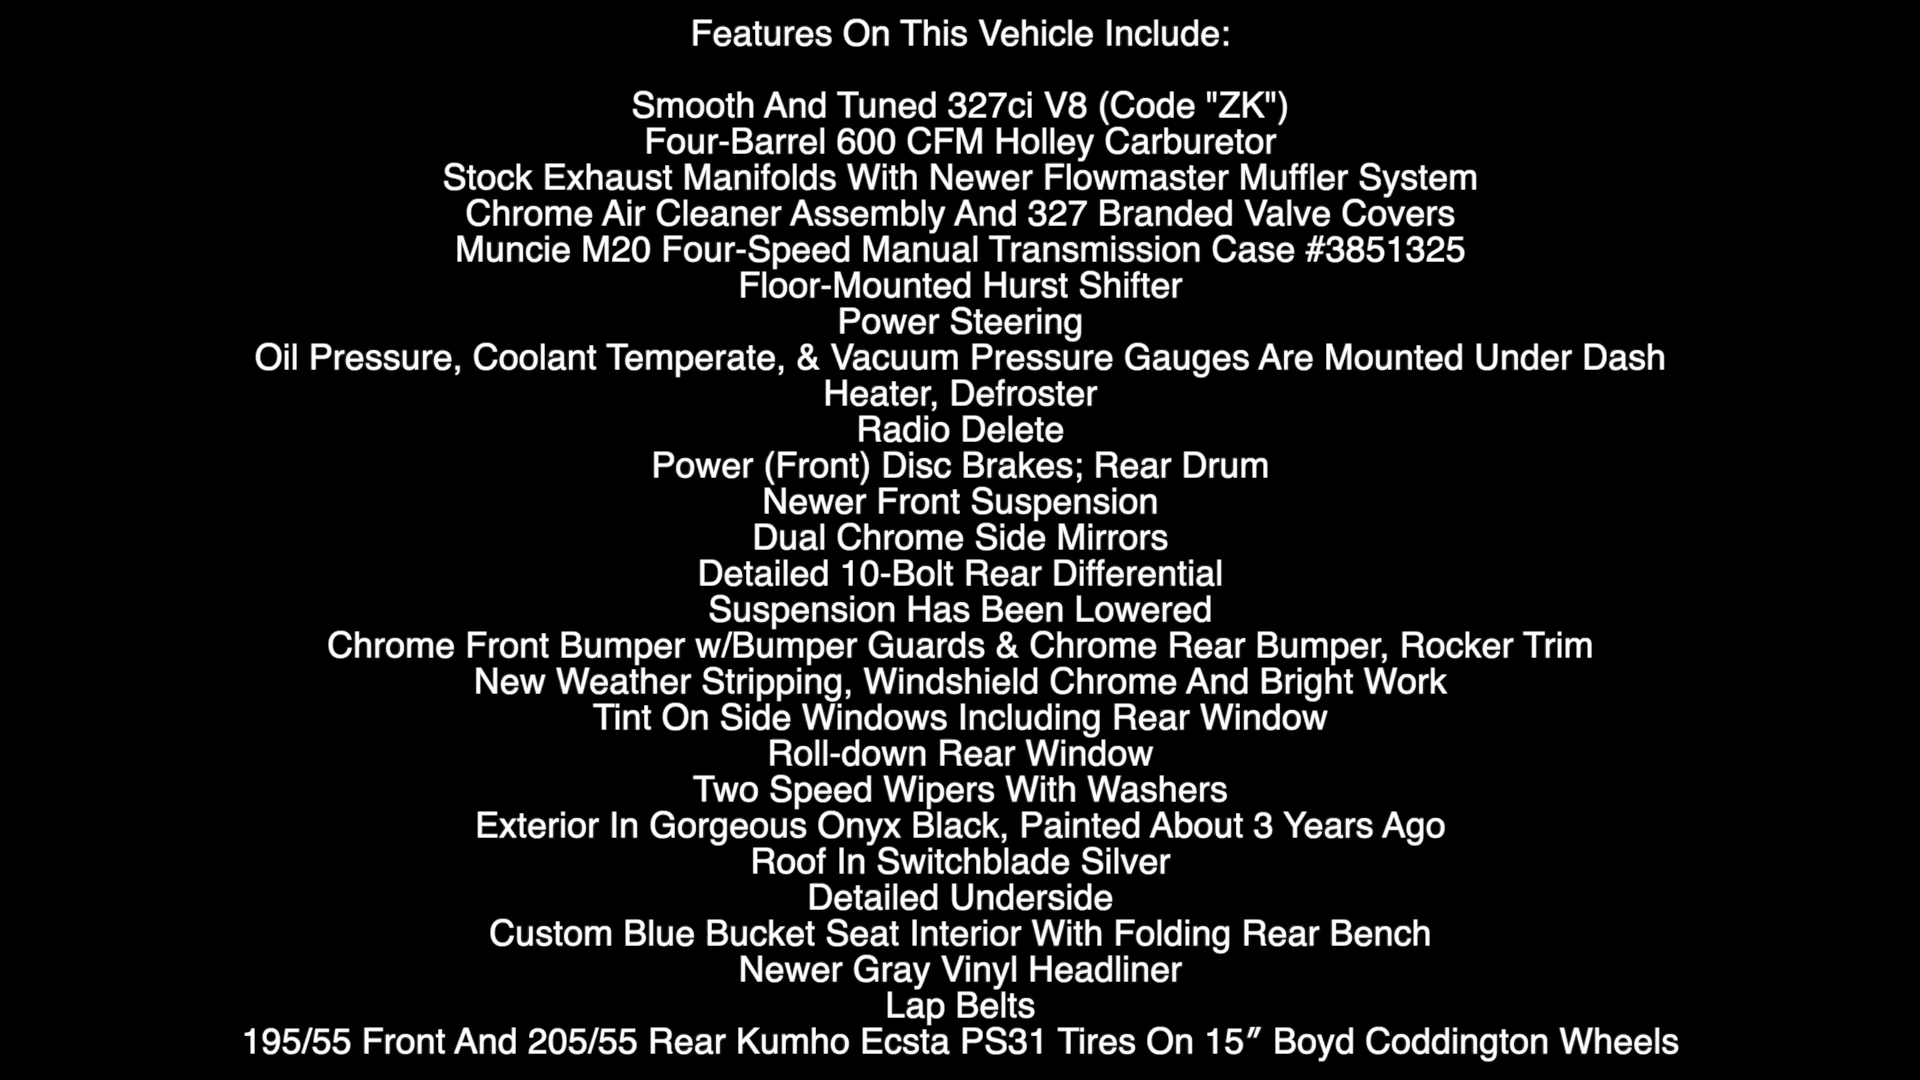 Features On This Vehicle Include:
Smooth And Tuned 327ci V8 (Code "ZK")
Four-Barrel 600 CFM Holley Carburetor
Stock Exhaust Manifolds With Newer Flowmaster Muffler System
Chrome Air Cleaner Assembly And 327 Branded Valve Covers
Muncie M20 Four-Speed Manual Transmission Case #3851325
Floor-Mounted Hurst Shifter
Power Steering
Oil Pressure, Coolant Temperate, & Vacuum Pressure Gauges Are Mounted Under Dash
Heater, Defroster
Radio Delete
Power (Front) Disc Brakes; Rear Drum
Newer Front Suspension
Dual Chrome Side Mirrors
Detailed 10-Bolt Rear Differential
Suspension Has Been Lowered
Chrome Front Bumper w/Bumper Guards & Chrome Rear Bumper, Rocker Trim
New Weather Stripping, Windshield Chrome And Bright Work
Tint On Side Windows Including Rear Window
Roll-down Rear Window
Two Speed Wipers With Washers
Exterior In Gorgeous Onyx Black, Painted About 3 Years Ago
Roof In Switchblade Silver
Detailed Underside
Custom Blue Bucket Seat Interior With Folding Rear Bench
Newer Gray Vinyl Headliner
Lap Belts
195/55 Front And 205/55 Rear Kumho Ecsta PS31 Tires On 15″ Boyd Coddington Wheels